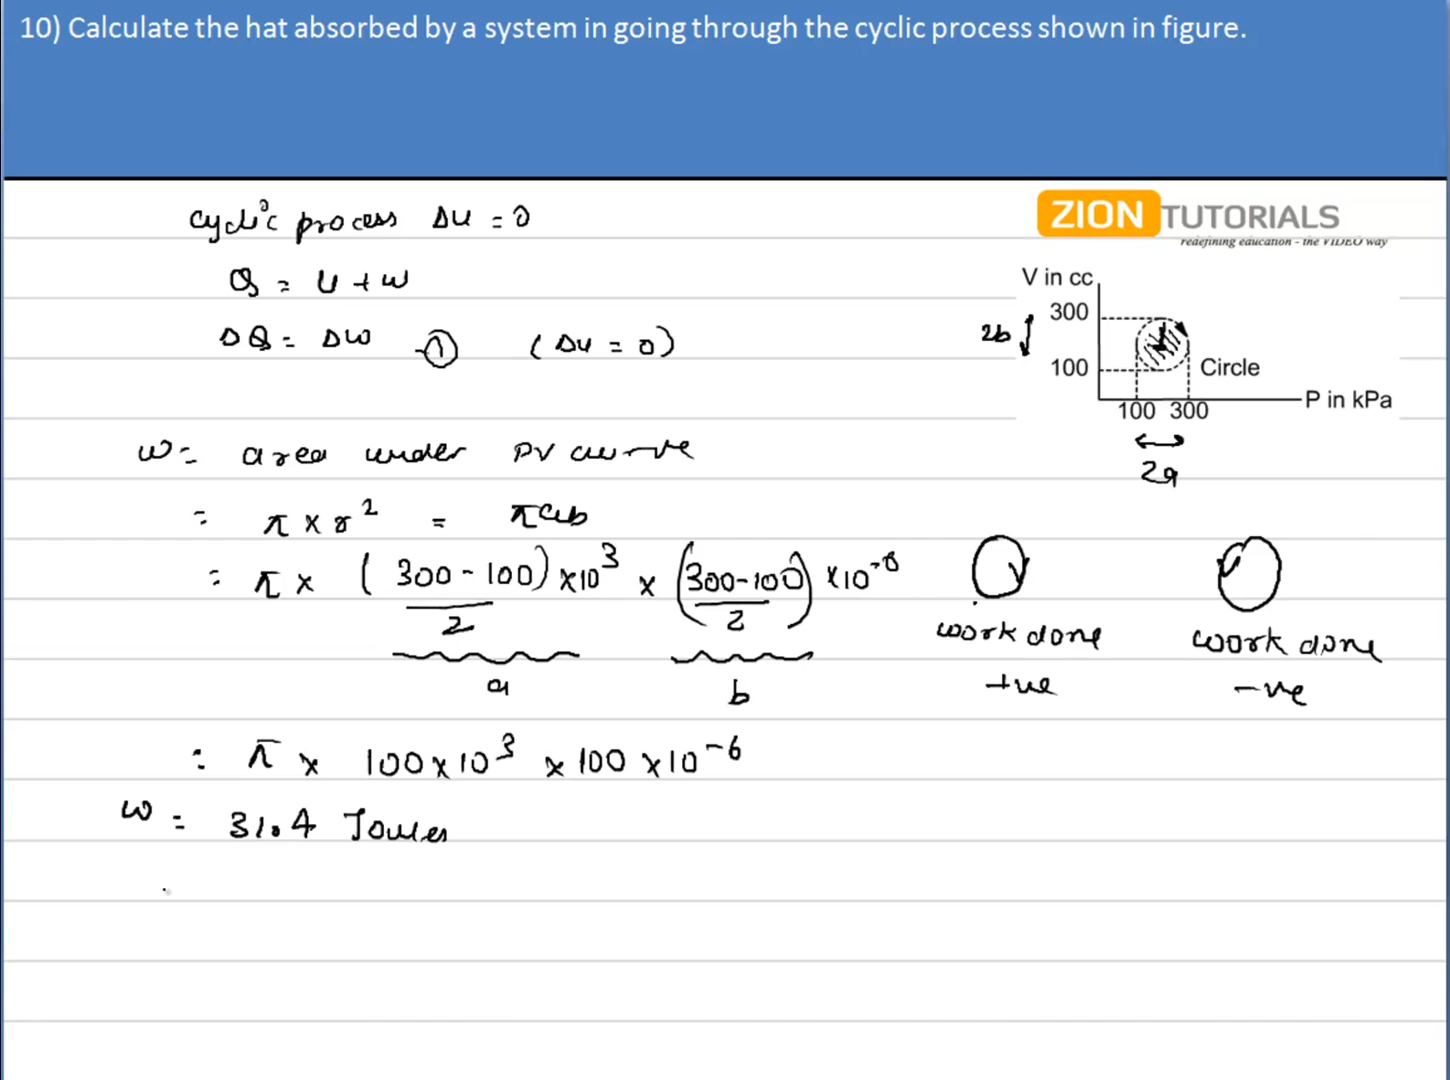 10) Calculate the hat absorbed by a system in going through the cyclic process shown in figure.
ZION TUTORIALS
redefining education - the VIDEO way
cyclic process Δu = 0
Q = U + W
ΔQ = ΔW — ① (Δu = 0)
V in cc
300
2b
100
Circle
P in kPa
100 300
2a
W = area under PV curve
= π × r² = πab
= π × (300 - 100)/2 × 10³ × (300-100)/2 × 10⁻⁶
a b
work done
+ve
work done
-ve
= π × 100 × 10³ × 100 × 10⁻⁶
W = 31.4 Joules